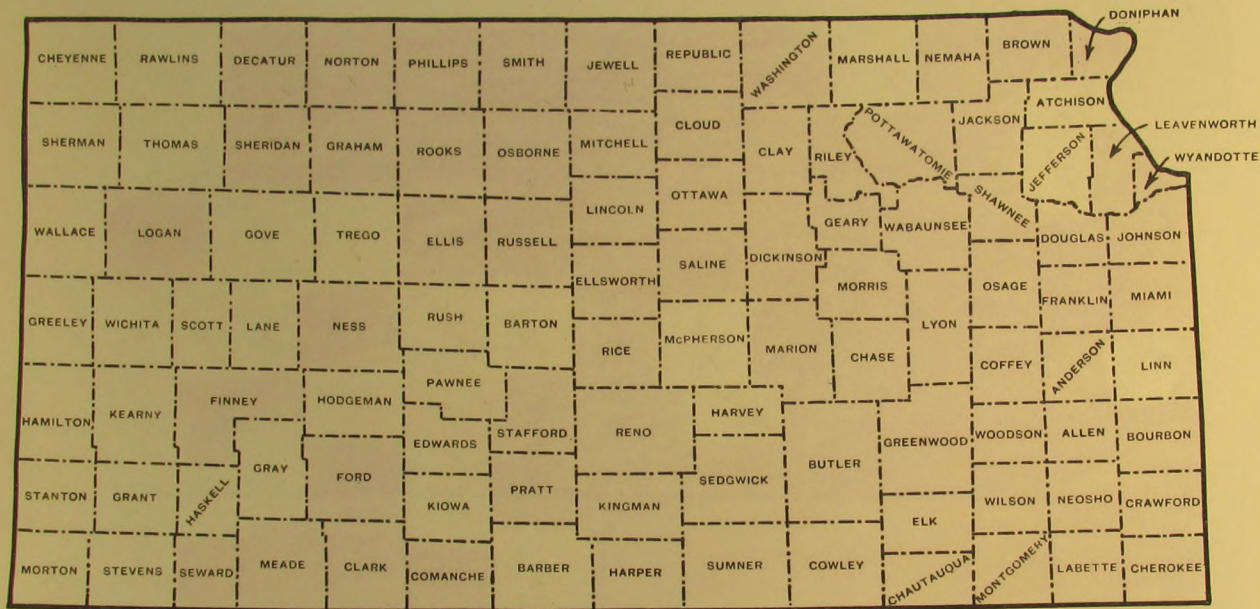 DONIPHAN
CHEYENNE
RAWLINS
DECATUR
NORTON
PHILLIPS
SMITH
JEWELL
REPUBLIC
WASHINGTON
MARSHALL
NEMAHA
BROWN
ATCHISON
SHERMAN
THOMAS
SHERIDAN
GRAHAM
ROOKS
OSBORNE
MITCHELL
CLOUD
CLAY
RILEY
POTTAWATOMIE
JACKSON
JEFFERSON
LEAVENWORTH
WYANDOTTE
WALLACE
LOGAN
GOVE
TREGO
ELLIS
RUSSELL
LINCOLN
OTTAWA
SALINE
DICKINSON
GEARY
WABAUNSEE
SHAWNEE
DOUGLAS
JOHNSON
GREELEY
WICHITA
SCOTT
LANE
NESS
RUSH
BARTON
ELLSWORTH
RICE
McPHERSON
MARION
MORRIS
CHASE
LYON
OSAGE
FRANKLIN
MIAMI
COFFEY
ANDERSON
LINN
HAMILTON
KEARNY
FINNEY
HODGEMAN
PAWNEE
EDWARDS
STAFFORD
RENO
HARVEY
BUTLER
GREENWOOD
WOODSON
ALLEN
BOURBON
STANTON
GRANT
HASKELL
GRAY
FORD
KIOWA
PRATT
KINGMAN
SEDGWICK
ELK
WILSON
NEOSHO
CRAWFORD
MORTON
STEVENS
SEWARD
MEADE
CLARK
COMANCHE
BARBER
HARPER
SUMNER
COWLEY
CHAUTAUQUA
MONTGOMERY
LABETTE
CHEROKEE